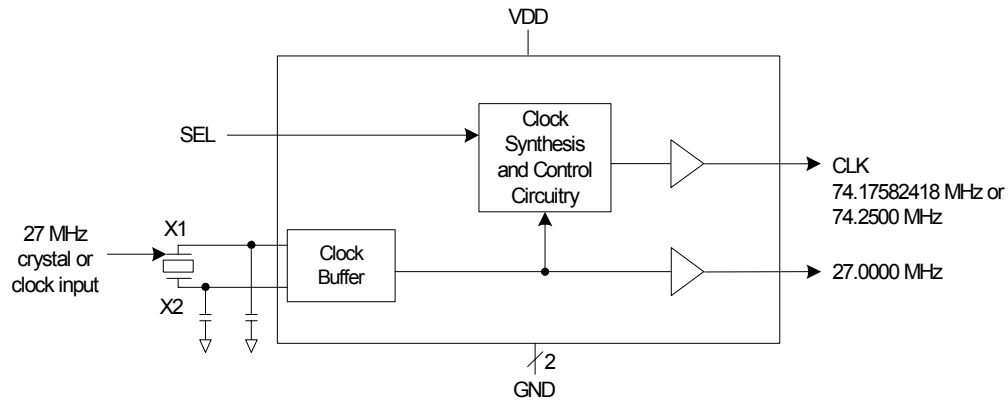 VDD
SEL
Clock
Synthesis
and Control
Circuitry
CLK
74.17582418 MHz or
74.2500 MHz
27 MHz
crystal or
clock input
X1
X2
Clock
Buffer
27.0000 MHz
2
GND